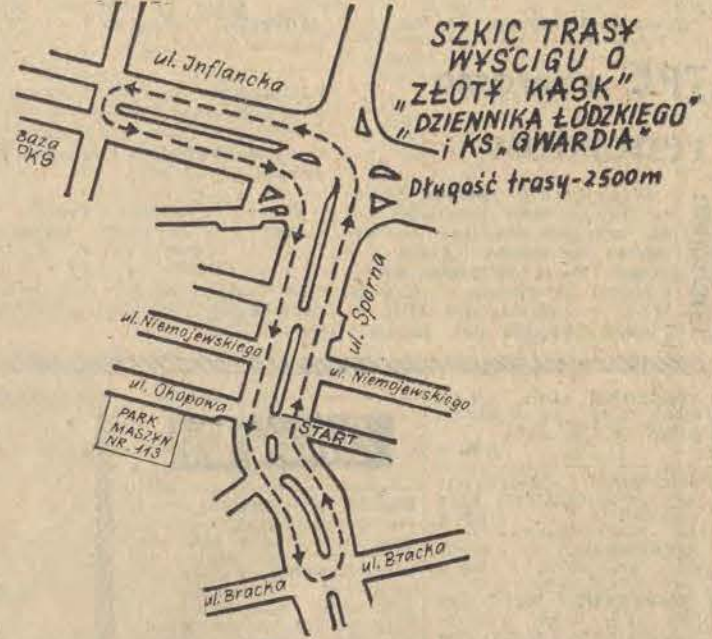 SZKIC TRASY
WYŚCIGU O
„ZŁOTY KASK”
„DZIENNIKA ŁÓDZKIEGO”
i KS„GWARDIA”
Długość trasy-2500m
ul. Inflancka
Baza
PKS
ul. Sporna
ul. Niemojewskiego
ul. Niemojewskiego
ul. Okopowa
START
PARK
MASZYN
NR-113
ul. Bracka
ul. Bracka